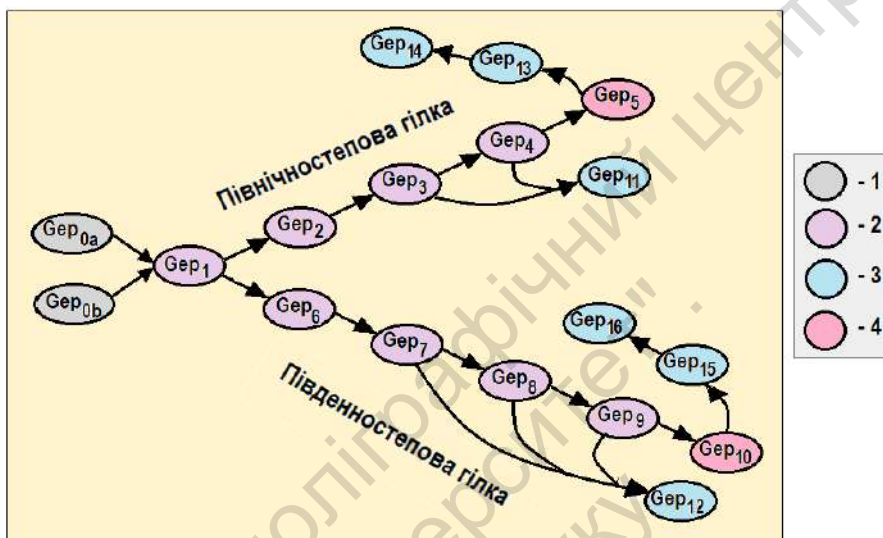 Gep14
Gep13
Gep5
Північностепова гілка
Gep4
Gep3
Gep11
Gep0a
Gep2
Gep1
Gep0b
Gep6
Gep7
Gep16
Gep15
Gep8
Південностепова гілка
Gep9
Gep10
Gep12
- 1
- 2
- 3
- 4